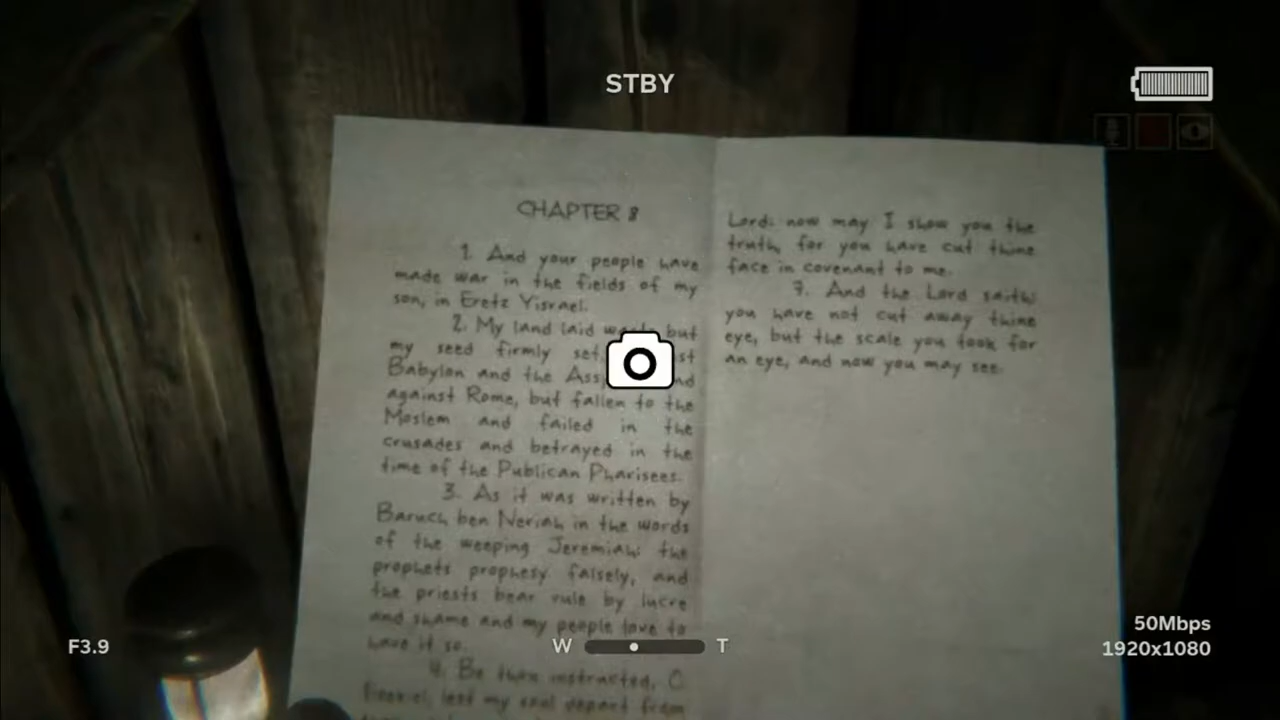 STBY
CHAPTER 8
1. And your people have
made war in the fields of my
son, in Eretz Yisrael.
2. My land laid but
my seed firmly set,
Babylon and the
against Rome, but fallen to the
Moslem and failed in the
crusades and betrayed in the
time of the Publican Pharisees.
3. As it was written by
Baruch ben Neriah in the words
of the weeping Jeremiah: the
prophets prophesy falsely, and
the priests bear rule by lucre
and shame and my people love to
have it so.
4. Be thou instructed, O
Ezekiel, lest my soul depart from
Lord: now may I show you the
truth, for you have cut thine
face in covenant to me.
7. And the Lord saith:
you have not cut away thine
eye, but the scale you took for
an eye, and now you may see.
F3.9
W T
50Mbps
1920x1080